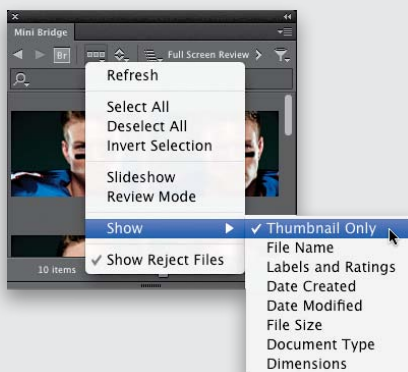 Mini Bridge
Br
Full Screen Review
Refresh
Select All
Deselect All
Invert Selection
Slideshow
Review Mode
Show
Show Reject Files
10 items
Thumbnail Only
File Name
Labels and Ratings
Date Created
Date Modified
File Size
Document Type
Dimensions